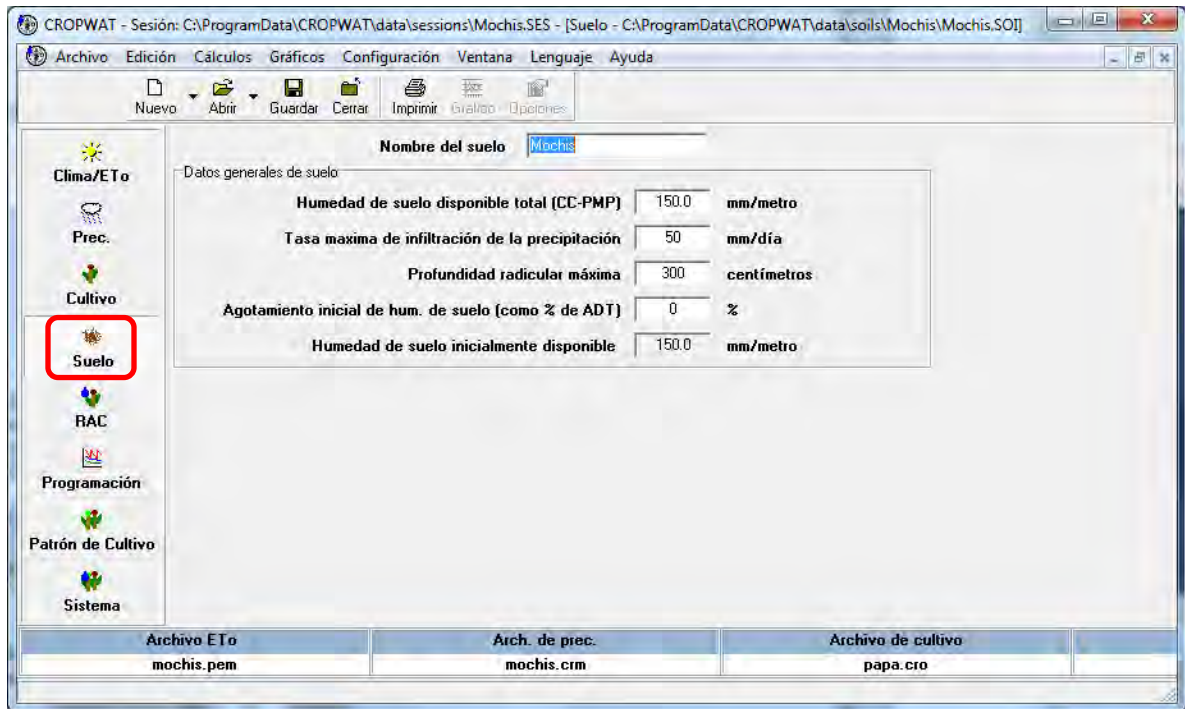 CROPWAT - Sesión: C:\ProgramData\CROPWAT\data\sessions\Mochis.SES - [Suelo - C:\ProgramData\CROPWAT\data\soils\Mochis\Mochis.SOI]
Archivo Edición Cálculos Gráficos Configuración Ventana Lenguaje Ayuda
Nuevo Abrir Guardar Cerrar Imprimir Gráfico Opciones
Clima/ETo
Prec.
Cultivo
Suelo
RAC
Programación
Patrón de Cultivo
Sistema
Nombre del suelo Mochis
Datos generales de suelo
Humedad de suelo disponible total (CC-PMP) 150.0 mm/metro
Tasa maxima de infiltración de la precipitación 50 mm/día
Profundidad radicular máxima 300 centímetros
Agotamiento inicial de hum. de suelo (como % de ADT) 0 %
Humedad de suelo inicialmente disponible 150.0 mm/metro
Archivo ETo Arch. de prec. Archivo de cultivo
mochis.pem mochis.crm papa.cro